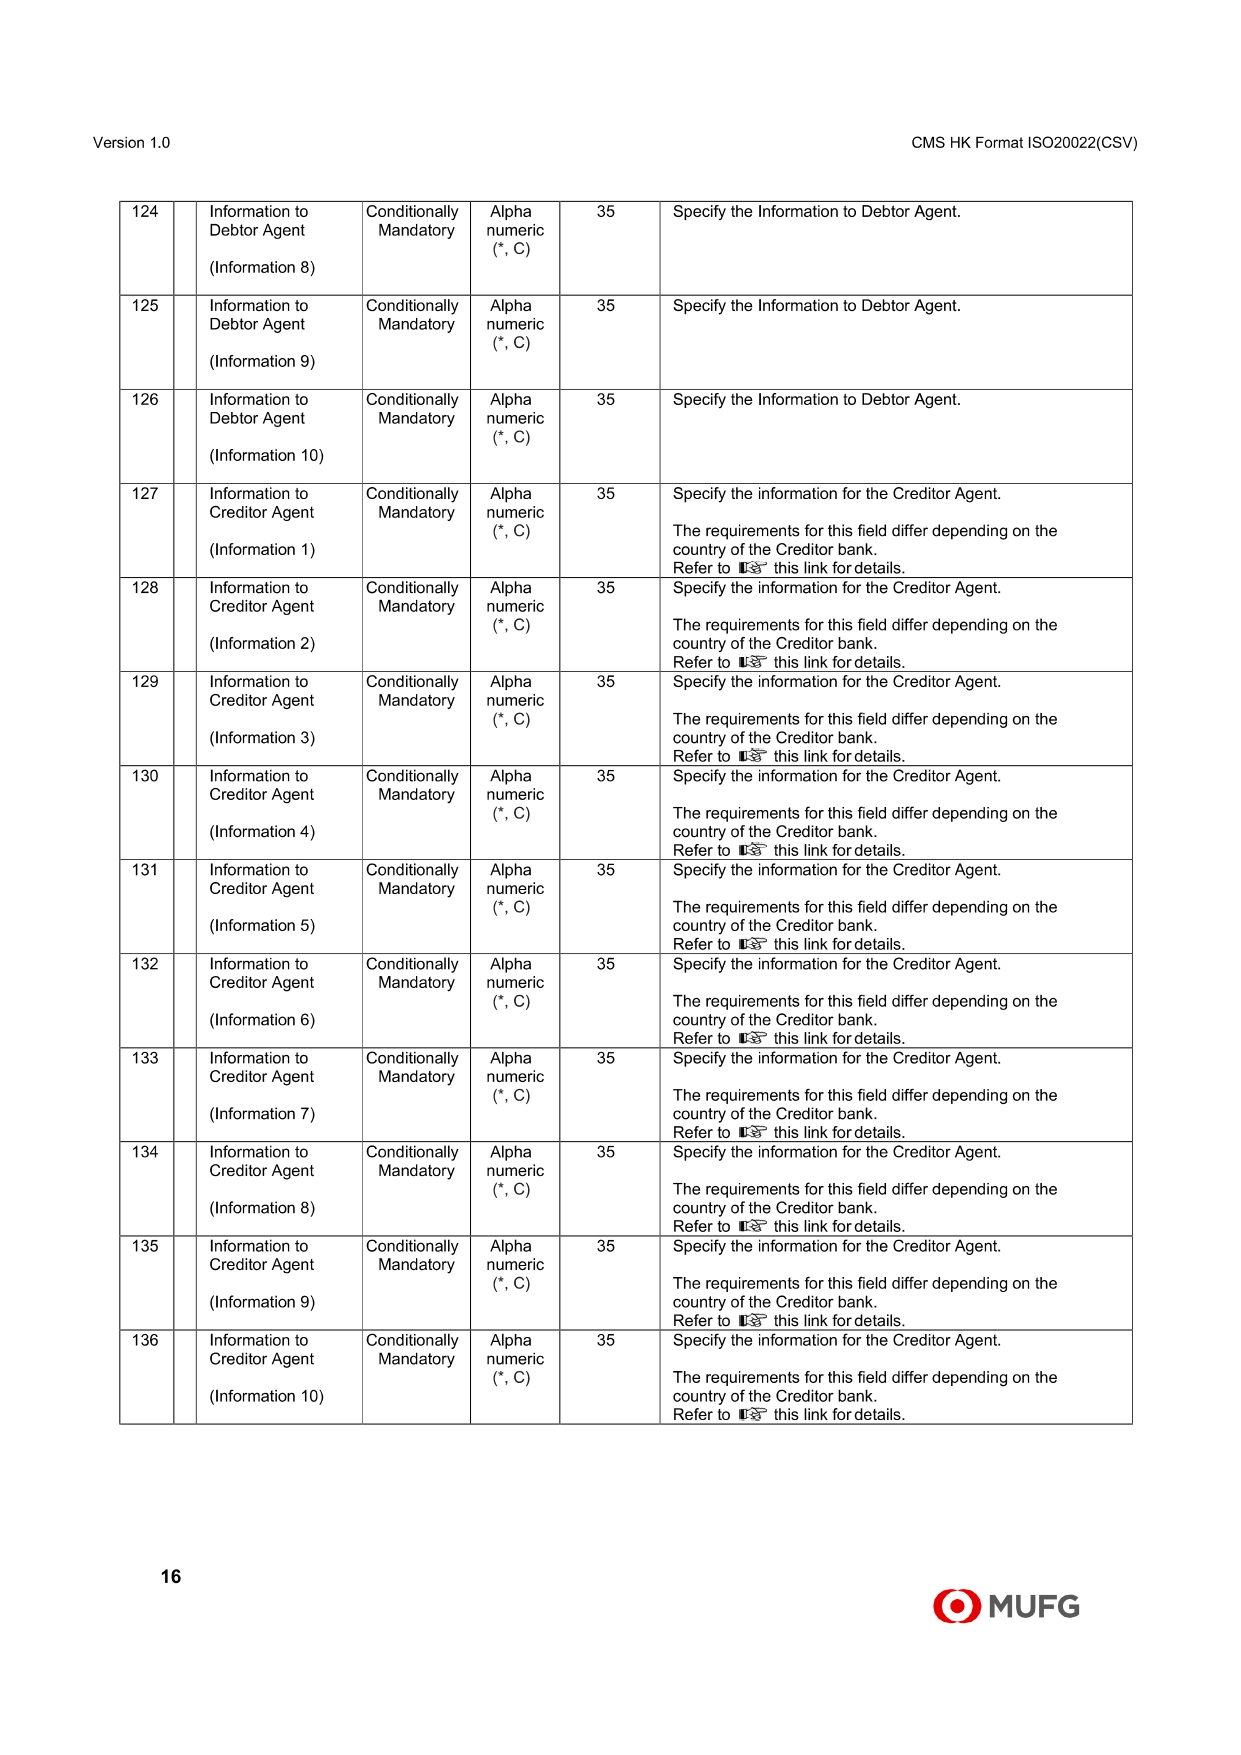 Version 1.0
CMS HK Format ISO20022(CSV)
124 Information to Conditionally Alpha 35 Specify the Information to Debtor Agent.
Debtor Agent Mandatory numeric
(*, C)
(Information 8)
125 Information to Conditionally Alpha 35 Specify the Information to Debtor Agent.
Debtor Agent Mandatory numeric
(*, C)
(Information 9)
126 Information to Conditionally Alpha 35 Specify the Information to Debtor Agent.
Debtor Agent Mandatory numeric
(*, C)
(Information 10)
127 Information to Conditionally Alpha 35 Specify the information for the Creditor Agent.
Creditor Agent Mandatory numeric
(*, C) The requirements for this field differ depending on the
(Information 1) country of the Creditor bank.
Refer to ☞ this link for details.
128 Information to Conditionally Alpha 35 Specify the information for the Creditor Agent.
Creditor Agent Mandatory numeric
(*, C) The requirements for this field differ depending on the
(Information 2) country of the Creditor bank.
Refer to ☞ this link for details.
129 Information to Conditionally Alpha 35 Specify the information for the Creditor Agent.
Creditor Agent Mandatory numeric
(*, C) The requirements for this field differ depending on the
(Information 3) country of the Creditor bank.
Refer to ☞ this link for details.
130 Information to Conditionally Alpha 35 Specify the information for the Creditor Agent.
Creditor Agent Mandatory numeric
(*, C) The requirements for this field differ depending on the
(Information 4) country of the Creditor bank.
Refer to ☞ this link for details.
131 Information to Conditionally Alpha 35 Specify the information for the Creditor Agent.
Creditor Agent Mandatory numeric
(*, C) The requirements for this field differ depending on the
(Information 5) country of the Creditor bank.
Refer to ☞ this link for details.
132 Information to Conditionally Alpha 35 Specify the information for the Creditor Agent.
Creditor Agent Mandatory numeric
(*, C) The requirements for this field differ depending on the
(Information 6) country of the Creditor bank.
Refer to ☞ this link for details.
133 Information to Conditionally Alpha 35 Specify the information for the Creditor Agent.
Creditor Agent Mandatory numeric
(*, C) The requirements for this field differ depending on the
(Information 7) country of the Creditor bank.
Refer to ☞ this link for details.
134 Information to Conditionally Alpha 35 Specify the information for the Creditor Agent.
Creditor Agent Mandatory numeric
(*, C) The requirements for this field differ depending on the
(Information 8) country of the Creditor bank.
Refer to ☞ this link for details.
135 Information to Conditionally Alpha 35 Specify the information for the Creditor Agent.
Creditor Agent Mandatory numeric
(*, C) The requirements for this field differ depending on the
(Information 9) country of the Creditor bank.
Refer to ☞ this link for details.
136 Information to Conditionally Alpha 35 Specify the information for the Creditor Agent.
Creditor Agent Mandatory numeric
(*, C) The requirements for this field differ depending on the
(Information 10) country of the Creditor bank.
Refer to ☞ this link for details.
16
MUFG